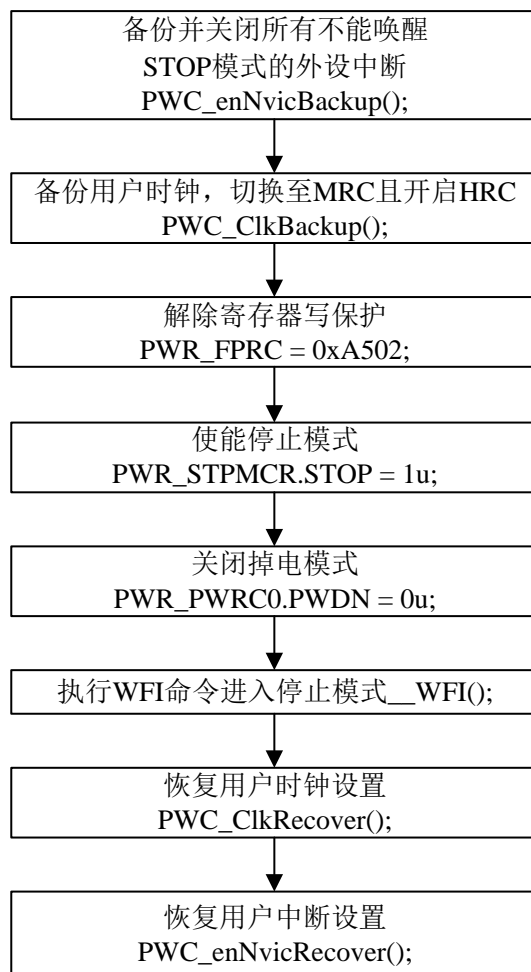 备份并关闭所有不能唤醒
STOP模式的外设中断
PWC_enNvicBackup();
备份用户时钟，切换至MRC且开启HRC
PWC_ClkBackup();
解除寄存器写保护
PWR_FPRC = 0xA502;
使能停止模式
PWR_STPMCR.STOP = 1u;
关闭掉电模式
PWR_PWRC0.PWDN = 0u;
执行WFI命令进入停止模式__WFI();
恢复用户时钟设置
PWC_ClkRecover();
恢复用户中断设置
PWC_enNvicRecover();